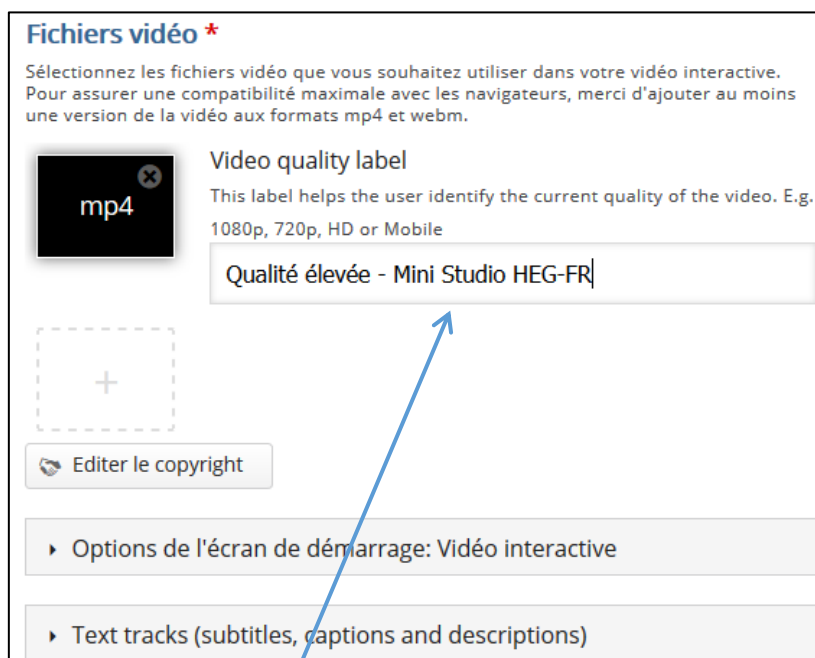 Fichiers vidéo *
Sélectionnez les fichiers vidéo que vous souhaitez utiliser dans votre vidéo interactive.
Pour assurer une compatibilité maximale avec les navigateurs, merci d'ajouter au moins
une version de la vidéo aux formats mp4 et webm.
mp4
Video quality label
This label helps the user identify the current quality of the video. E.g.
1080p, 720p, HD or Mobile
Qualité élevée - Mini Studio HEG-FR
+
Editer le copyright
Options de l'écran de démarrage: Vidéo interactive
Text tracks (subtitles, captions and descriptions)